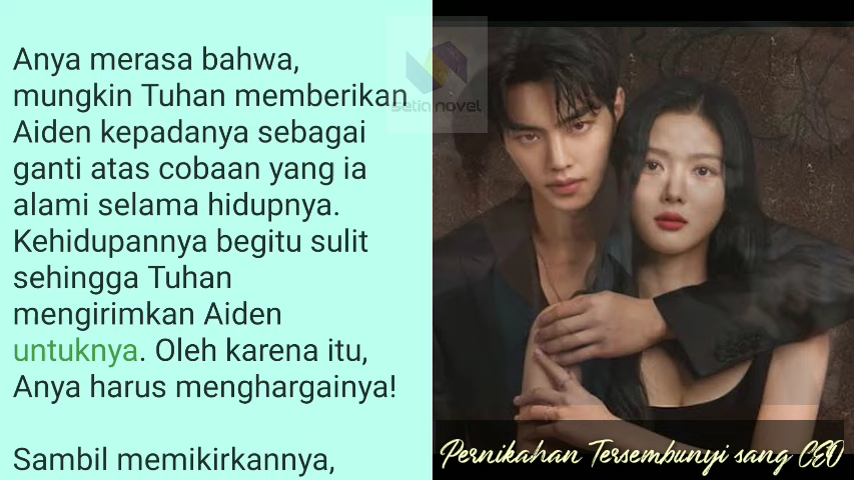 Anya merasa bahwa,
mungkin Tuhan memberikan
Aiden kepadanya sebagai
ganti atas cobaan yang ia
alami selama hidupnya.
Kehidupannya begitu sulit
sehingga Tuhan
mengirimkan Aiden
untuknya. Oleh karena itu,
Anya harus menghargainya!
Sambil memikirkannya,
setia novel
Pernikahan Tersembunyi sang CEO